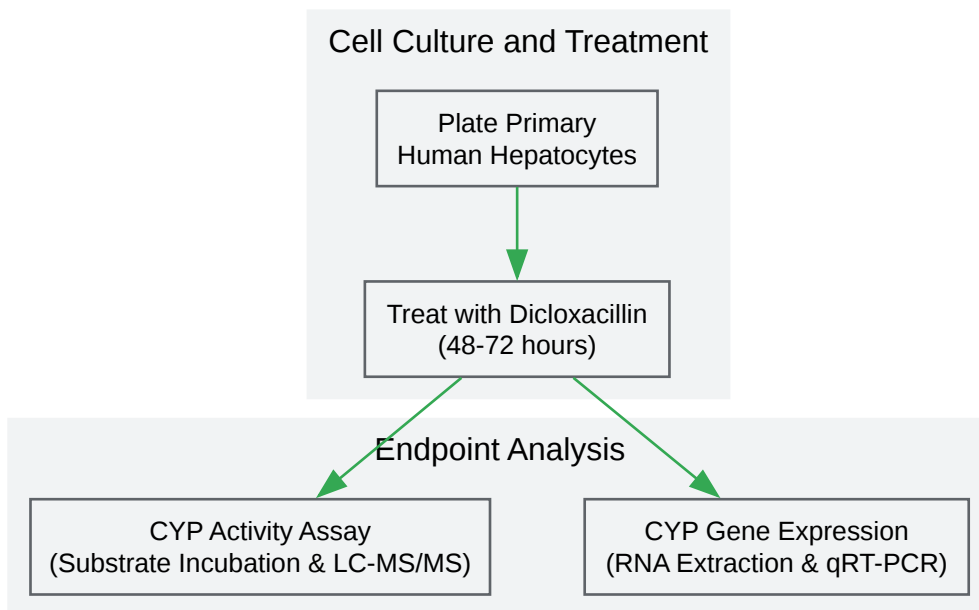 Cell Culture and Treatment
Plate Primary
Human Hepatocytes
Treat with Dicloxacillin
(48-72 hours)
Endpoint Analysis
CYP Activity Assay
(Substrate Incubation & LC-MS/MS)
CYP Gene Expression
(RNA Extraction & qRT-PCR)